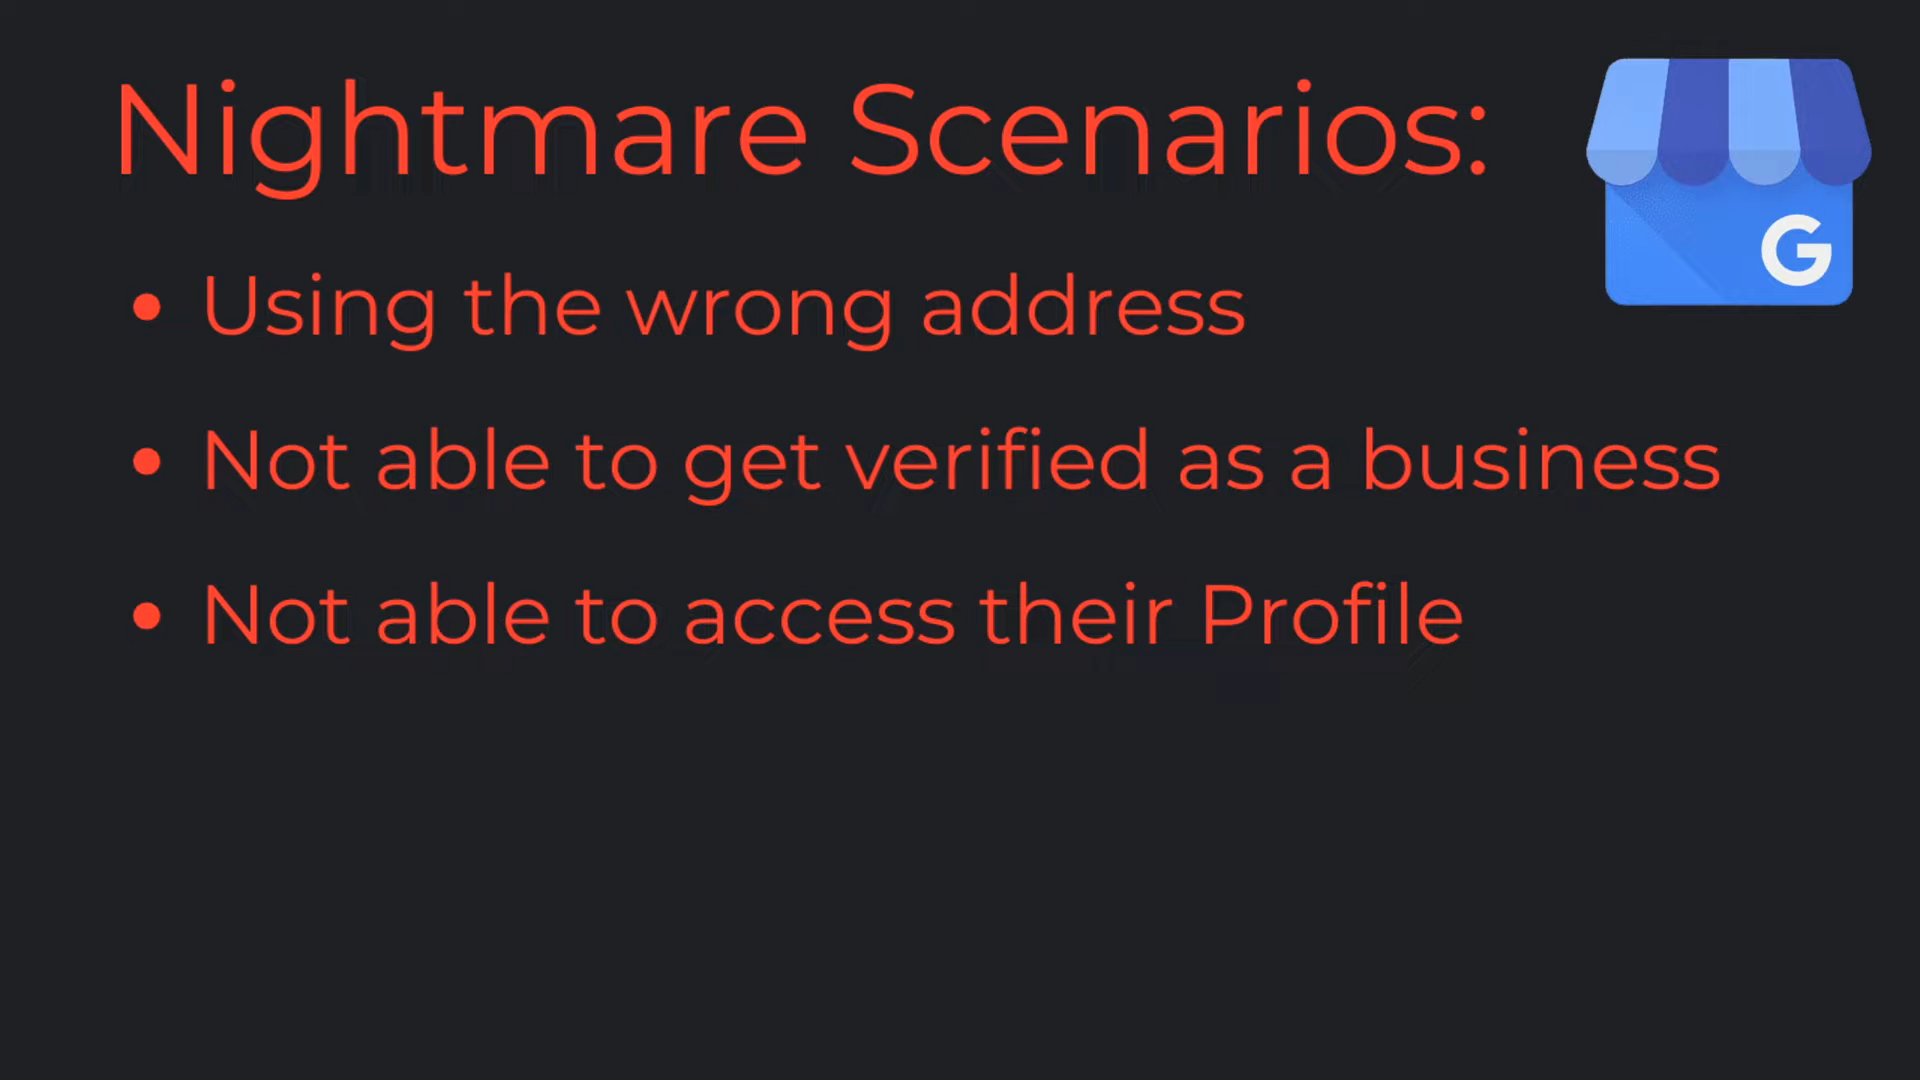 Nightmare Scenarios:
• Using the wrong address
• Not able to get verified as a business
• Not able to access their Profile
G